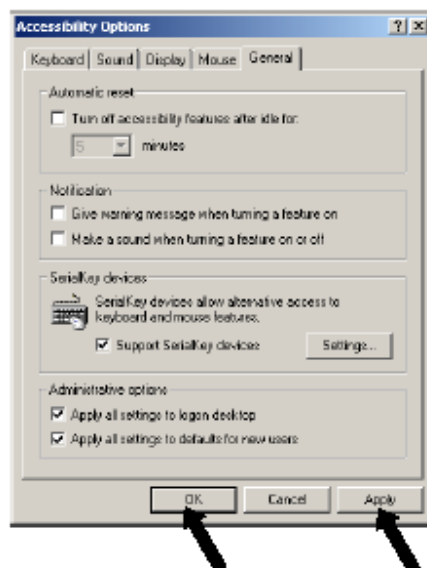 Accessibility Options
Keyboard Sound Display Mouse General
Automatic reset
Turn off accessibility features after idle for:
5 minutes
Notification
Give warning message when turning a feature on
Make a sound when turning a feature on or off
SerialKey devices
SerialKey devices allow alternative access to
keyboard and mouse features.
Support SerialKey devices Settings...
Administrative options
Apply all settings to logon desktop
Apply all settings to defaults for new users
OK Cancel Apply